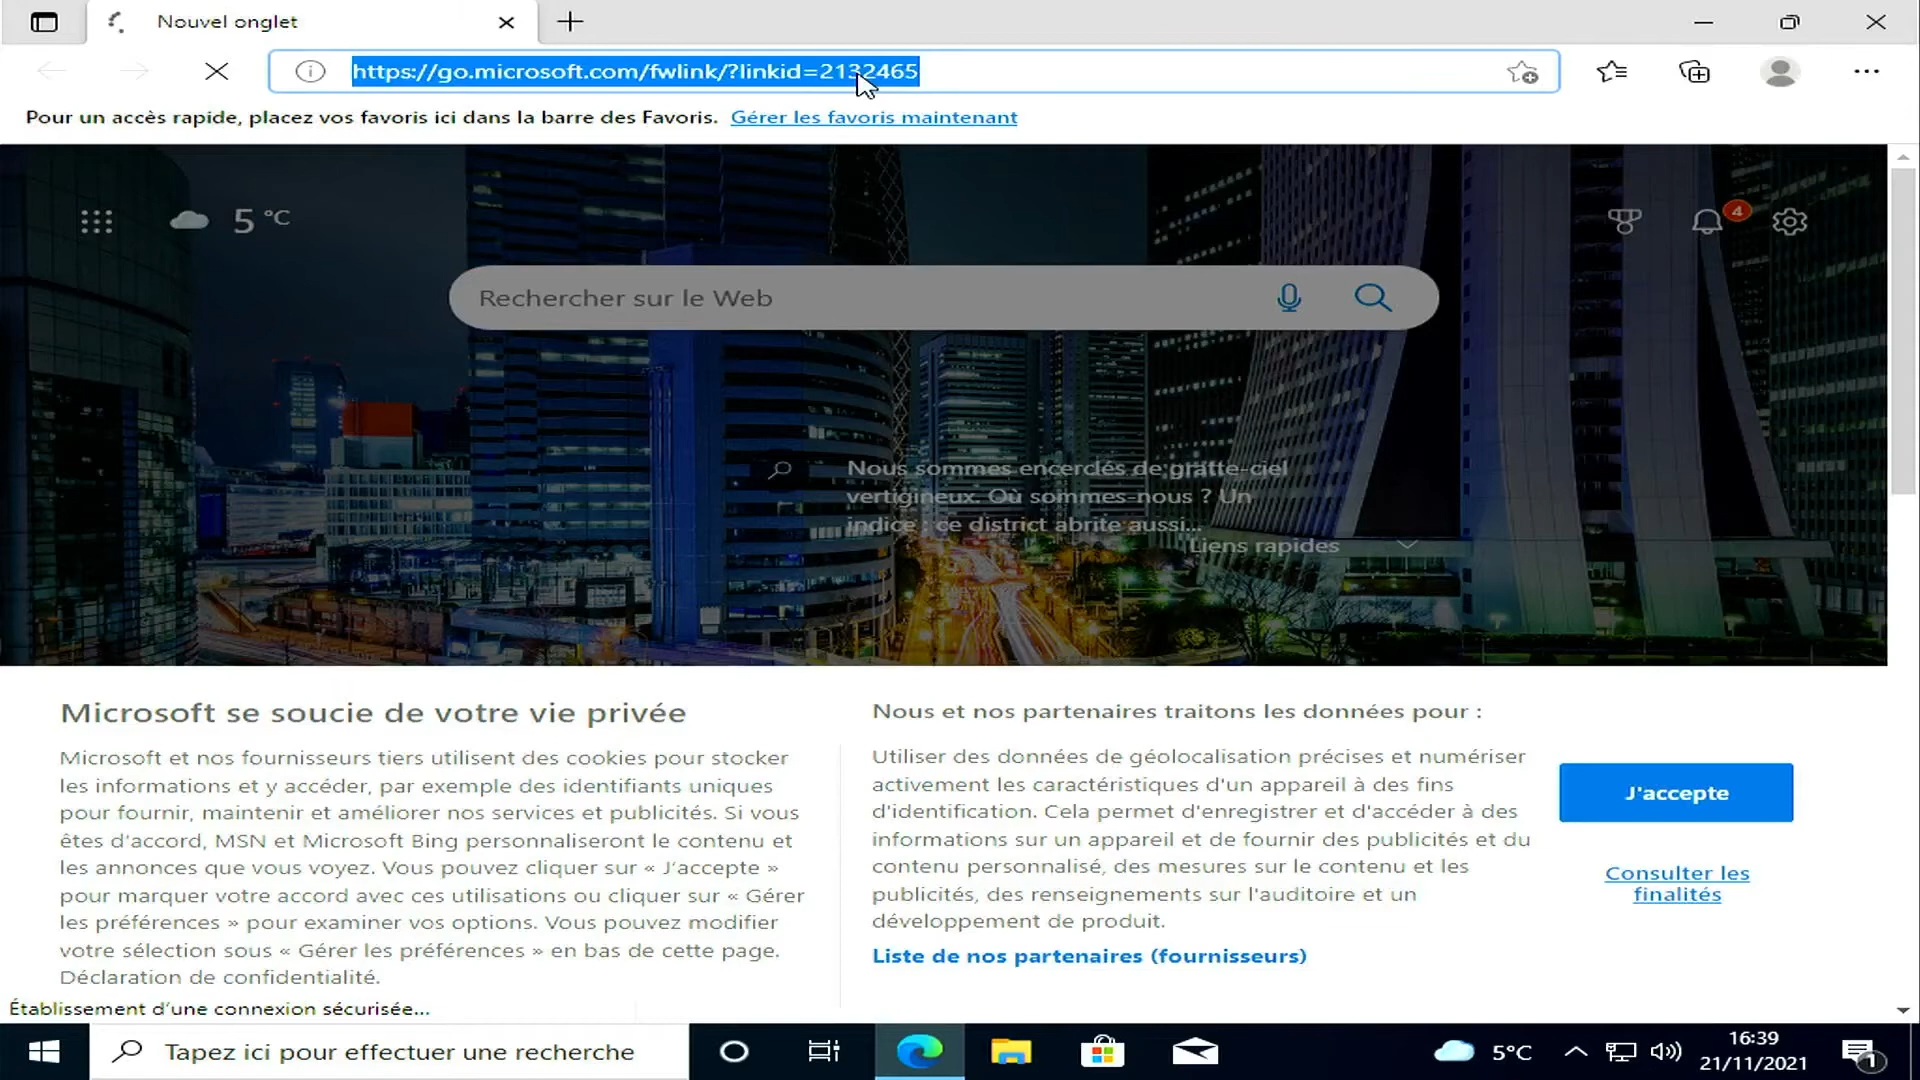 Nouvel onglet
https://go.microsoft.com/fwlink/?linkid=2132465
Pour un accès rapide, placez vos favoris ici dans la barre des Favoris. Gérer les favoris maintenant
5 °C
4
Rechercher sur le Web
Nous sommes encerclés de gratte-ciel
vertigineux. Où sommes-nous ? Un
indice : ce district abrite aussi...
Liens rapides
Microsoft se soucie de votre vie privée
Microsoft et nos fournisseurs tiers utilisent des cookies pour stocker
les informations et y accéder, par exemple des identifiants uniques
pour fournir, maintenir et améliorer nos services et publicités. Si vous
êtes d'accord, MSN et Microsoft Bing personnaliseront le contenu et
les annonces que vous voyez. Vous pouvez cliquer sur « J'accepte »
pour marquer votre accord avec ces utilisations ou cliquer sur « Gérer
les préférences » pour examiner vos options. Vous pouvez modifier
votre sélection sous « Gérer les préférences » en bas de cette page.
Déclaration de confidentialité.
Nous et nos partenaires traitons les données pour :
Utiliser des données de géolocalisation précises et numériser
activement les caractéristiques d'un appareil à des fins
d'identification. Cela permet d'enregistrer et d'accéder à des
informations sur un appareil et de fournir des publicités et du
contenu personnalisé, des mesures sur le contenu et les
publicités, des renseignements sur l'auditoire et un
développement de produit.
Liste de nos partenaires (fournisseurs)
J'accepte
Consulter les
finalités
Établissement d'une connexion sécurisée...
Tapez ici pour effectuer une recherche
5°C
16:39
21/11/2021
1